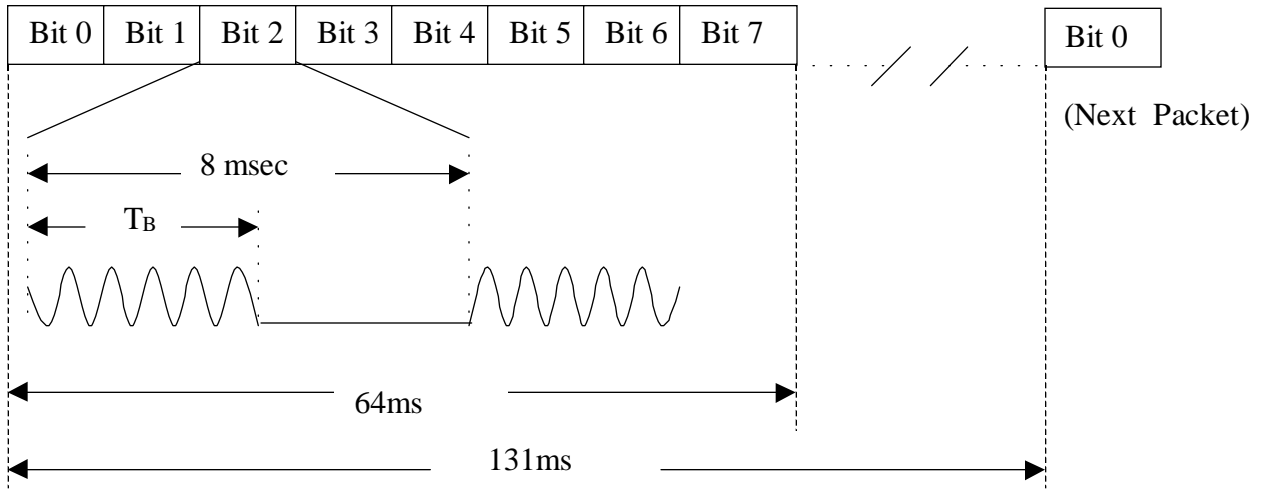 Bit 0 Bit 1 Bit 2 Bit 3 Bit 4 Bit 5 Bit 6 Bit 7 Bit 0
(Next Packet)
8 msec
TB
64ms
131ms